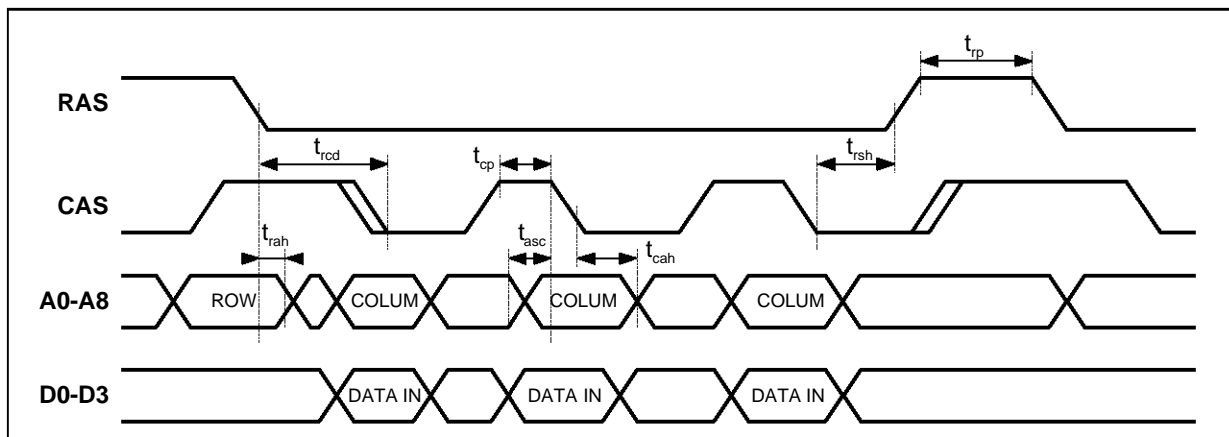 t_rp
RAS
t_rcd t_cp t_rsh
CAS
t_rah t_asc t_cah
A0-A8 ROW COLUM COLUM COLUM
D0-D3 DATA IN DATA IN DATA IN